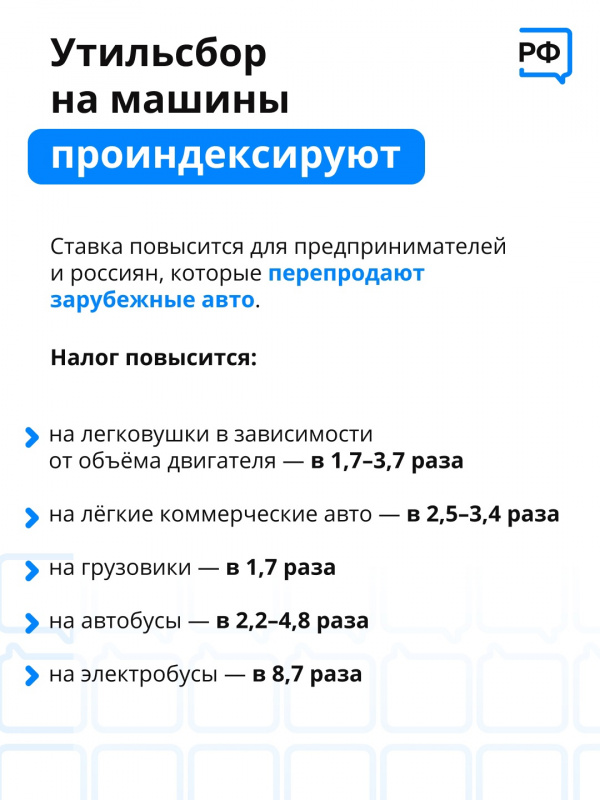 Утильсбор
на машины
проиндексируют
РФ
Ставка повысится для предпринимателей
и россиян, которые перепродают
зарубежные авто.
Налог повысится:
на легковушки в зависимости
от объёма двигателя — в 1,7–3,7 раза
на лёгкие коммерческие авто — в 2,5–3,4 раза
на грузовики — в 1,7 раза
на автобусы — в 2,2–4,8 раза
на электробусы — в 8,7 раза